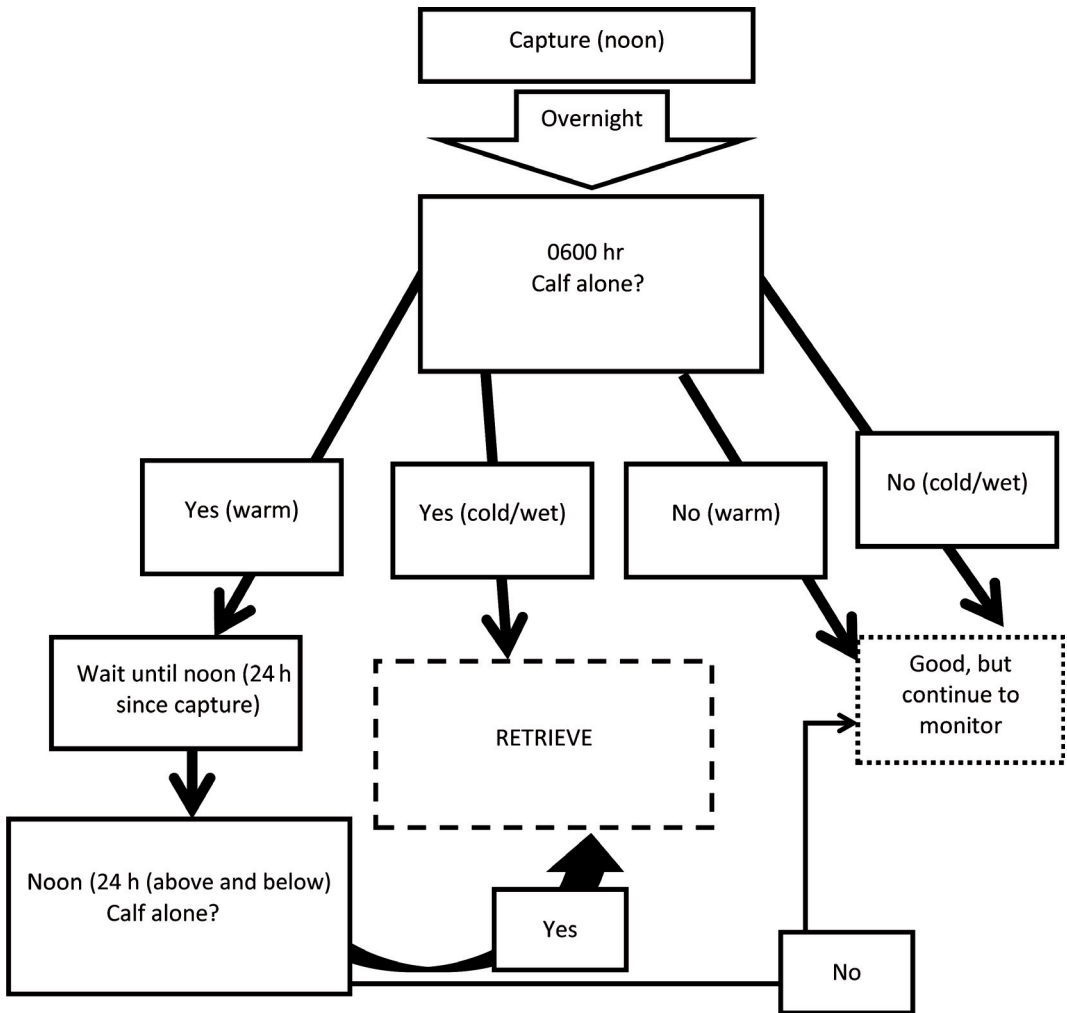 Capture (noon)
Overnight
0600 hr
Calf alone?
Yes (warm)
Yes (cold/wet)
No (warm)
No (cold/wet)
Wait until noon (24 h
since capture)
RETRIEVE
Good, but
continue to
monitor
Noon (24 h (above and below)
Calf alone?
Yes
No